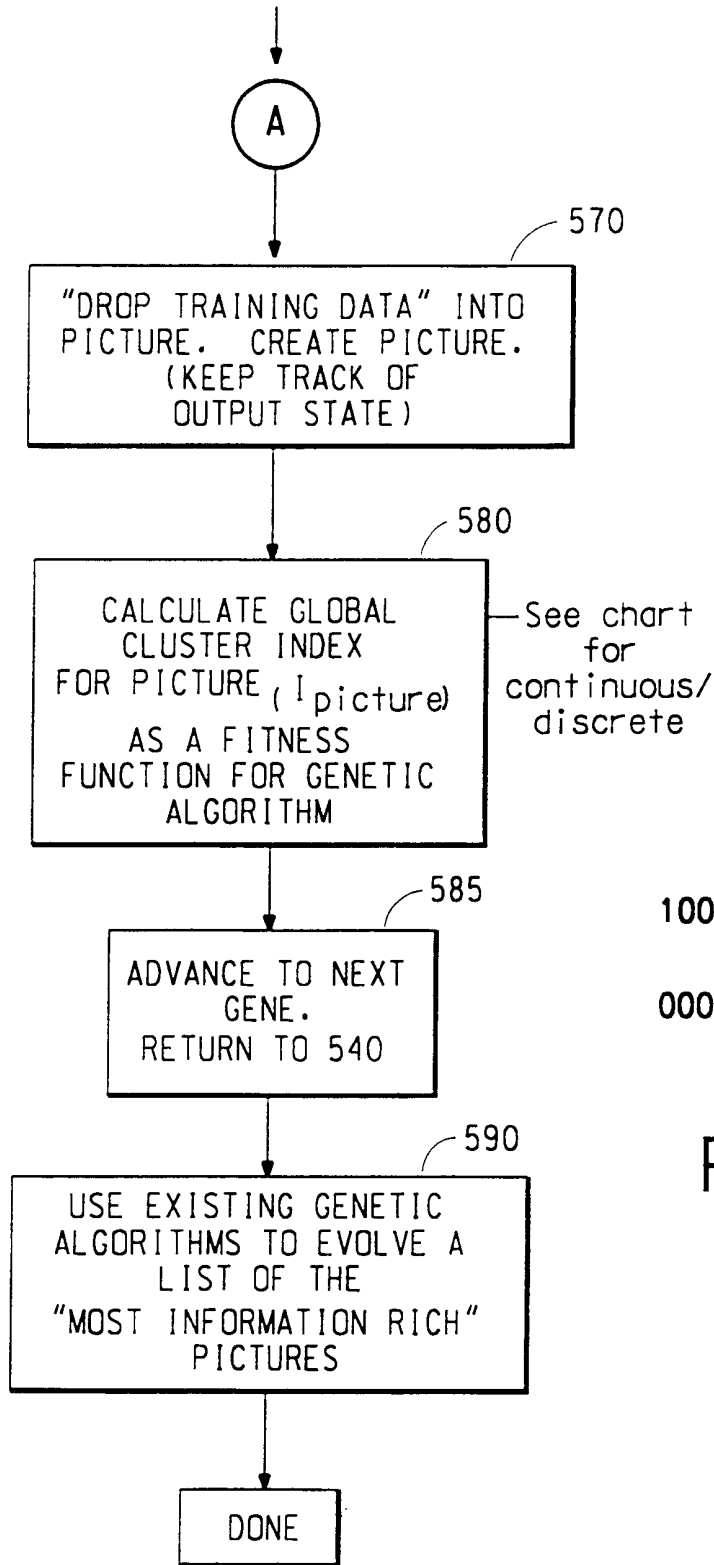 A
570
"DROP TRAINING DATA" INTO
PICTURE. CREATE PICTURE.
(KEEP TRACK OF
OUTPUT STATE)
580
CALCULATE GLOBAL
CLUSTER INDEX
FOR PICTURE (I picture)
AS A FITNESS
FUNCTION FOR GENETIC
ALGORITHM
See chart
for
continuous/
discrete
585
ADVANCE TO NEXT
GENE.
RETURN TO 540
100
000
590
USE EXISTING GENETIC
ALGORITHMS TO EVOLVE A
LIST OF THE
"MOST INFORMATION RICH"
PICTURES
DONE